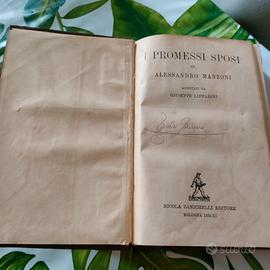 I PROMESSI SPOSI
DI
ALESSANDRO MANZONI
ANNOTATI DA
GIUSEPPE LIPPARINI
NICOLA ZANICHELLI EDITORE
BOLOGNA
subito